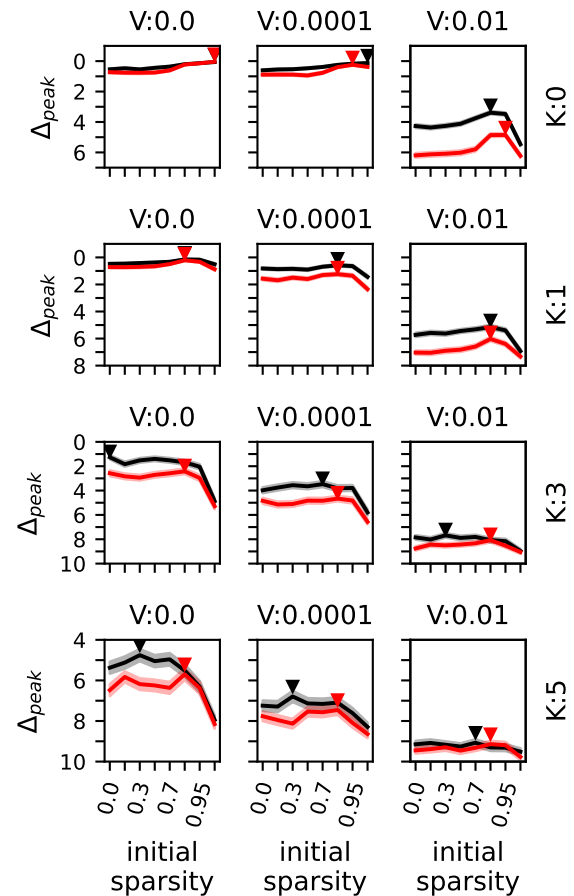 V:0.0 V:0.0001 V:0.01
0
2
4
6
Δpeak
K:0
V:0.0 V:0.0001 V:0.01
0
2
4
6
8
Δpeak
K:1
V:0.0 V:0.0001 V:0.01
0
2
4
6
8
10
Δpeak
K:3
V:0.0 V:0.0001 V:0.01
4
6
8
10
Δpeak
K:5
0.0 0.3 0.7 0.95 0.0 0.3 0.7 0.95 0.0 0.3 0.7 0.95
initial initial initial
sparsity sparsity sparsity